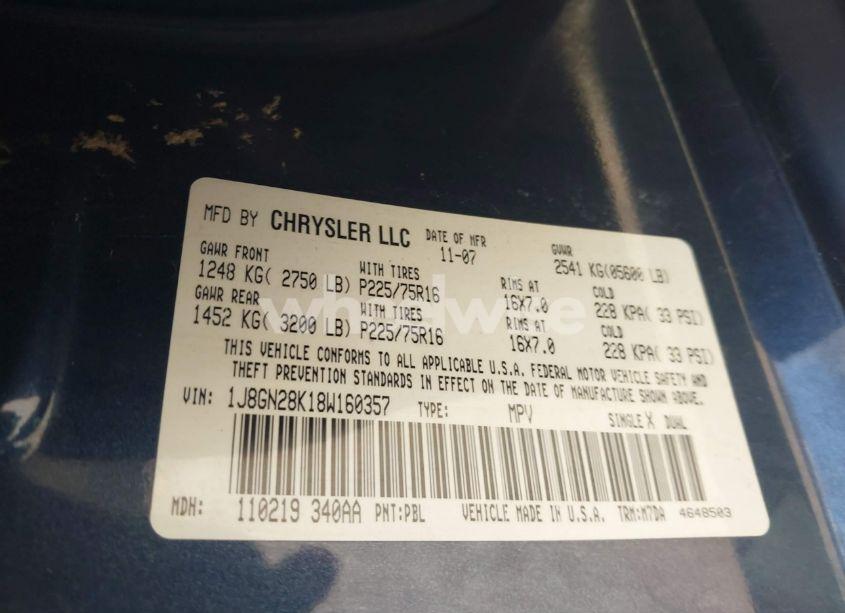 MFD BY CHRYSLER LLC DATE OF MFR 11-07 GVWR 2541 KG(05600 LB)
GAWR FRONT WITH TIRES RIMS AT COLD
1248 KG( 2750 LB) P225/75R16 16X7.0 228 KPA( 33 PSI)
GAWR REAR WITH TIRES RIMS AT COLD
1452 KG( 3200 LB) P225/75R16 16X7.0 228 KPA( 33 PSI)
THIS VEHICLE CONFORMS TO ALL APPLICABLE U.S.A. FEDERAL MOTOR VEHICLE SAFETY AND
THEFT PREVENTION STANDARDS IN EFFECT ON THE DATE OF MANUFACTURE SHOWN ABOVE.
VIN: 1J8GN28K18W160357 TYPE: MPV SINGLE X DUAL
MDH: 110219 340AA PNT:PBL VEHICLE MADE IN U.S.A. TRM:M7DA 4648503